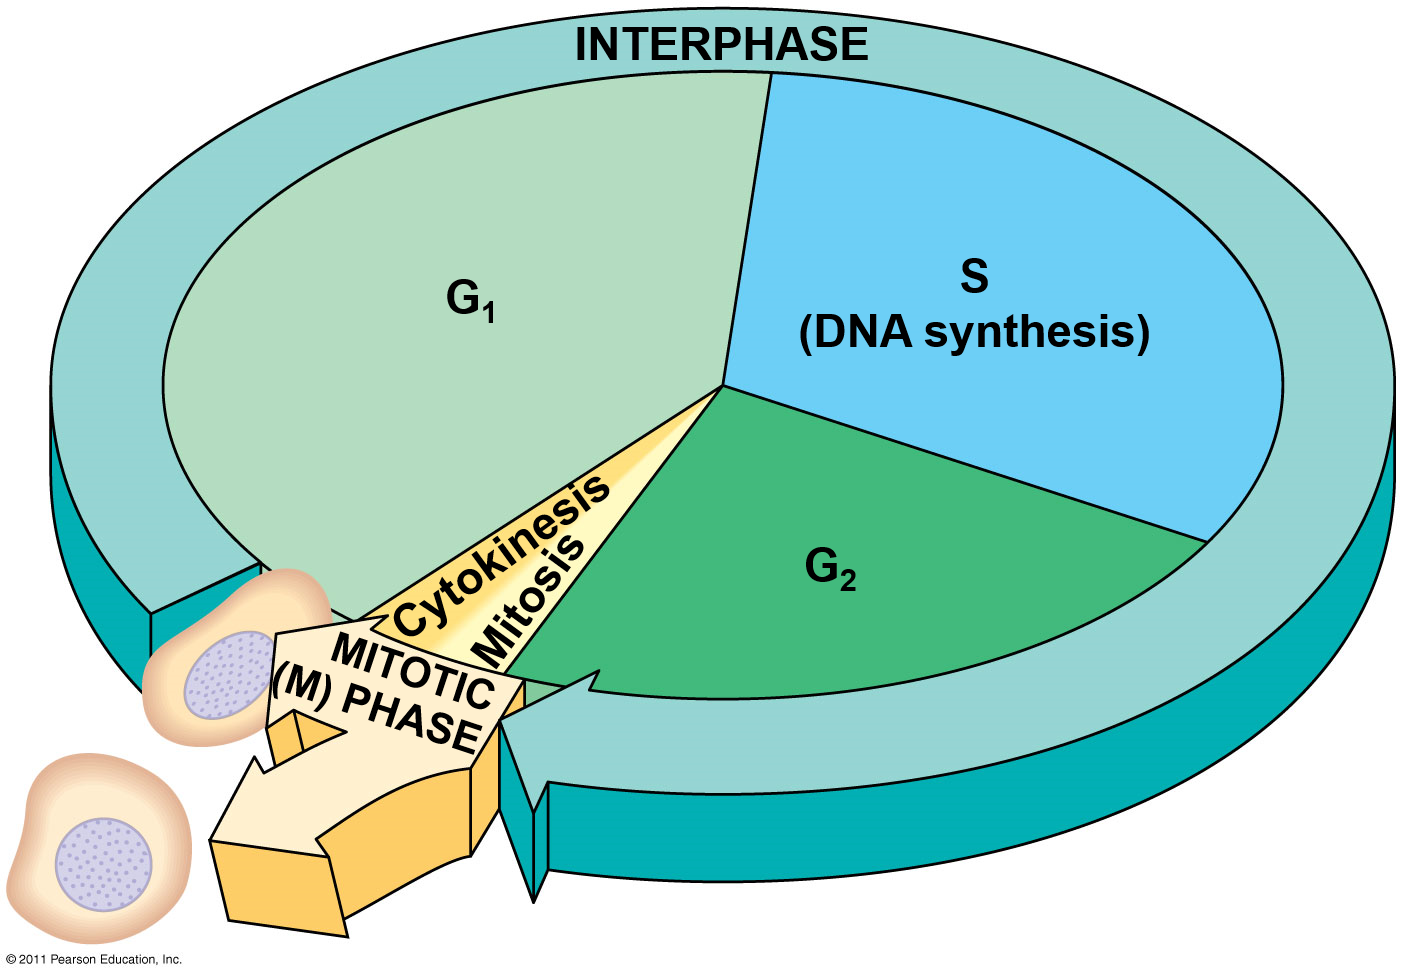 INTERPHASE
G₁
S
(DNA synthesis)
G₂
Cytokinesis
Mitosis
MITOTIC
(M) PHASE
© 2011 Pearson Education, Inc.